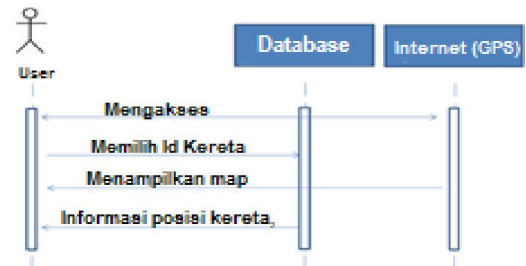 User
Database
Internet (GPS)
Mengakses
Memilih Id Kereta
Menampilkan map
Informasi posisi kereta,